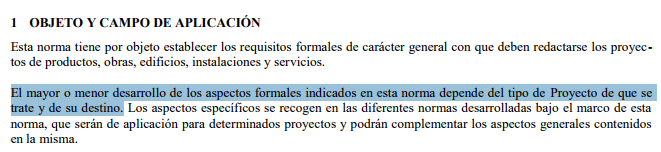 1 OBJETO Y CAMPO DE APLICACIÓN
Esta norma tiene por objeto establecer los requisitos formales de carácter general con que deben redactarse los proyec-
tos de productos, obras, edificios, instalaciones y servicios.
El mayor o menor desarrollo de los aspectos formales indicados en esta norma depende del tipo de Proyecto de que se
trate y de su destino. Los aspectos específicos se recogen en las diferentes normas desarrolladas bajo el marco de esta
norma, que serán de aplicación para determinados proyectos y podrán complementar los aspectos generales contenidos
en la misma.